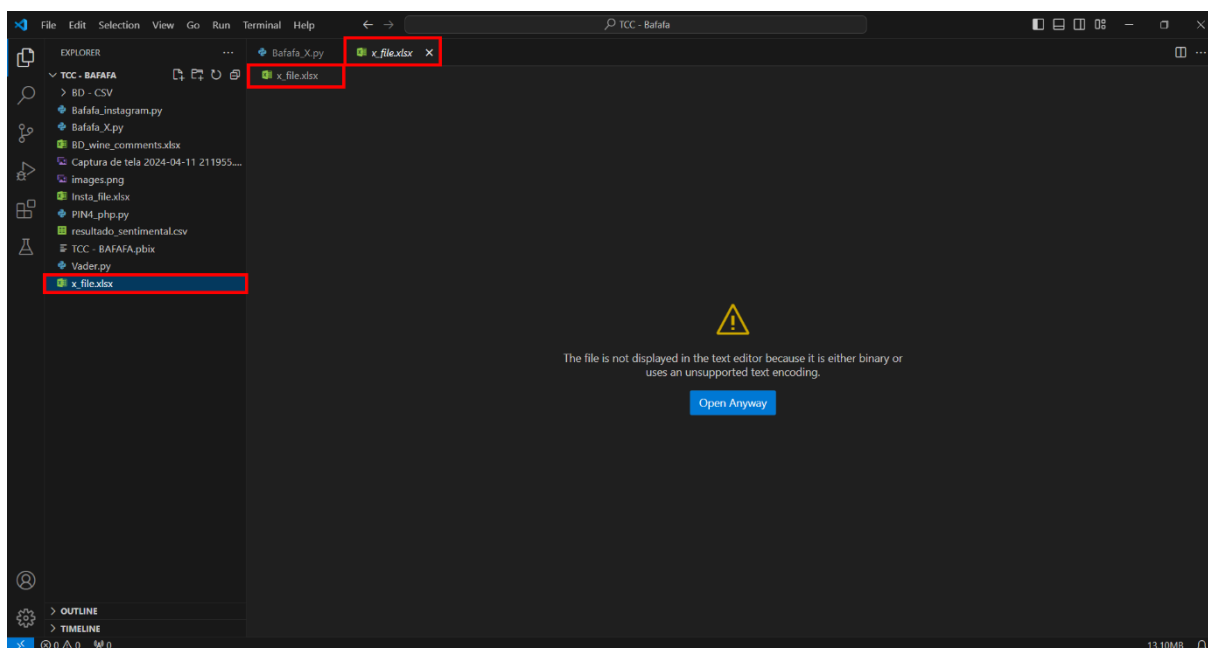 File Edit Selection View Go Run Terminal Help
TCC - Bafafa
EXPLORER
Bafafa_X.py
x_file.xlsx
TCC - BAFAFA
x_file.xlsx
BD - CSV
Bafafa_instagram.py
Bafafa_X.py
BD_wine_comments.xlsx
Captura de tela 2024-04-11 211955....
images.png
Insta_file.xlsx
PIN4_php.py
resultado_sentimental.csv
TCC - BAFAFA.pbix
Vader.py
x_file.xlsx
The file is not displayed in the text editor because it is either binary or
uses an unsupported text encoding.
Open Anyway
OUTLINE
TIMELINE
0 0 0
13.10MB